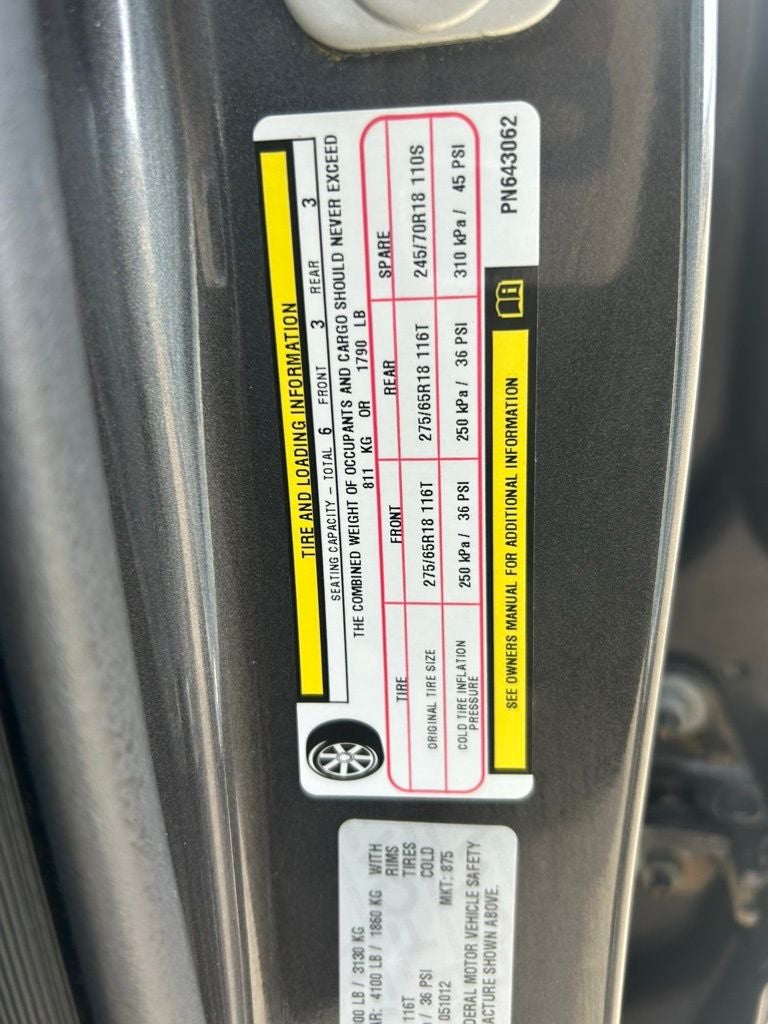 TIRE AND LOADING INFORMATION
SEATING CAPACITY – TOTAL 6 FRONT 3 REAR 3
THE COMBINED WEIGHT OF OCCUPANTS AND CARGO SHOULD NEVER EXCEED
811 KG OR 1790 LB
TIRE FRONT REAR SPARE
ORIGINAL TIRE SIZE 275/65R18 116T 275/65R18 116T 245/70R18 110S
COLD TIRE INFLATION PRESSURE 250 kPa / 36 PSI 250 kPa / 36 PSI 310 kPa / 45 PSI
SEE OWNERS MANUAL FOR ADDITIONAL INFORMATION
PN643062
00 LB / 3130 KG
AR: 4100 LB / 1860 KG WITH
RIMS
116T TIRES
/ 36 PSI COLD
051012 MKT: 875
DERAL MOTOR VEHICLE SAFETY
ACTURE SHOWN ABOVE.